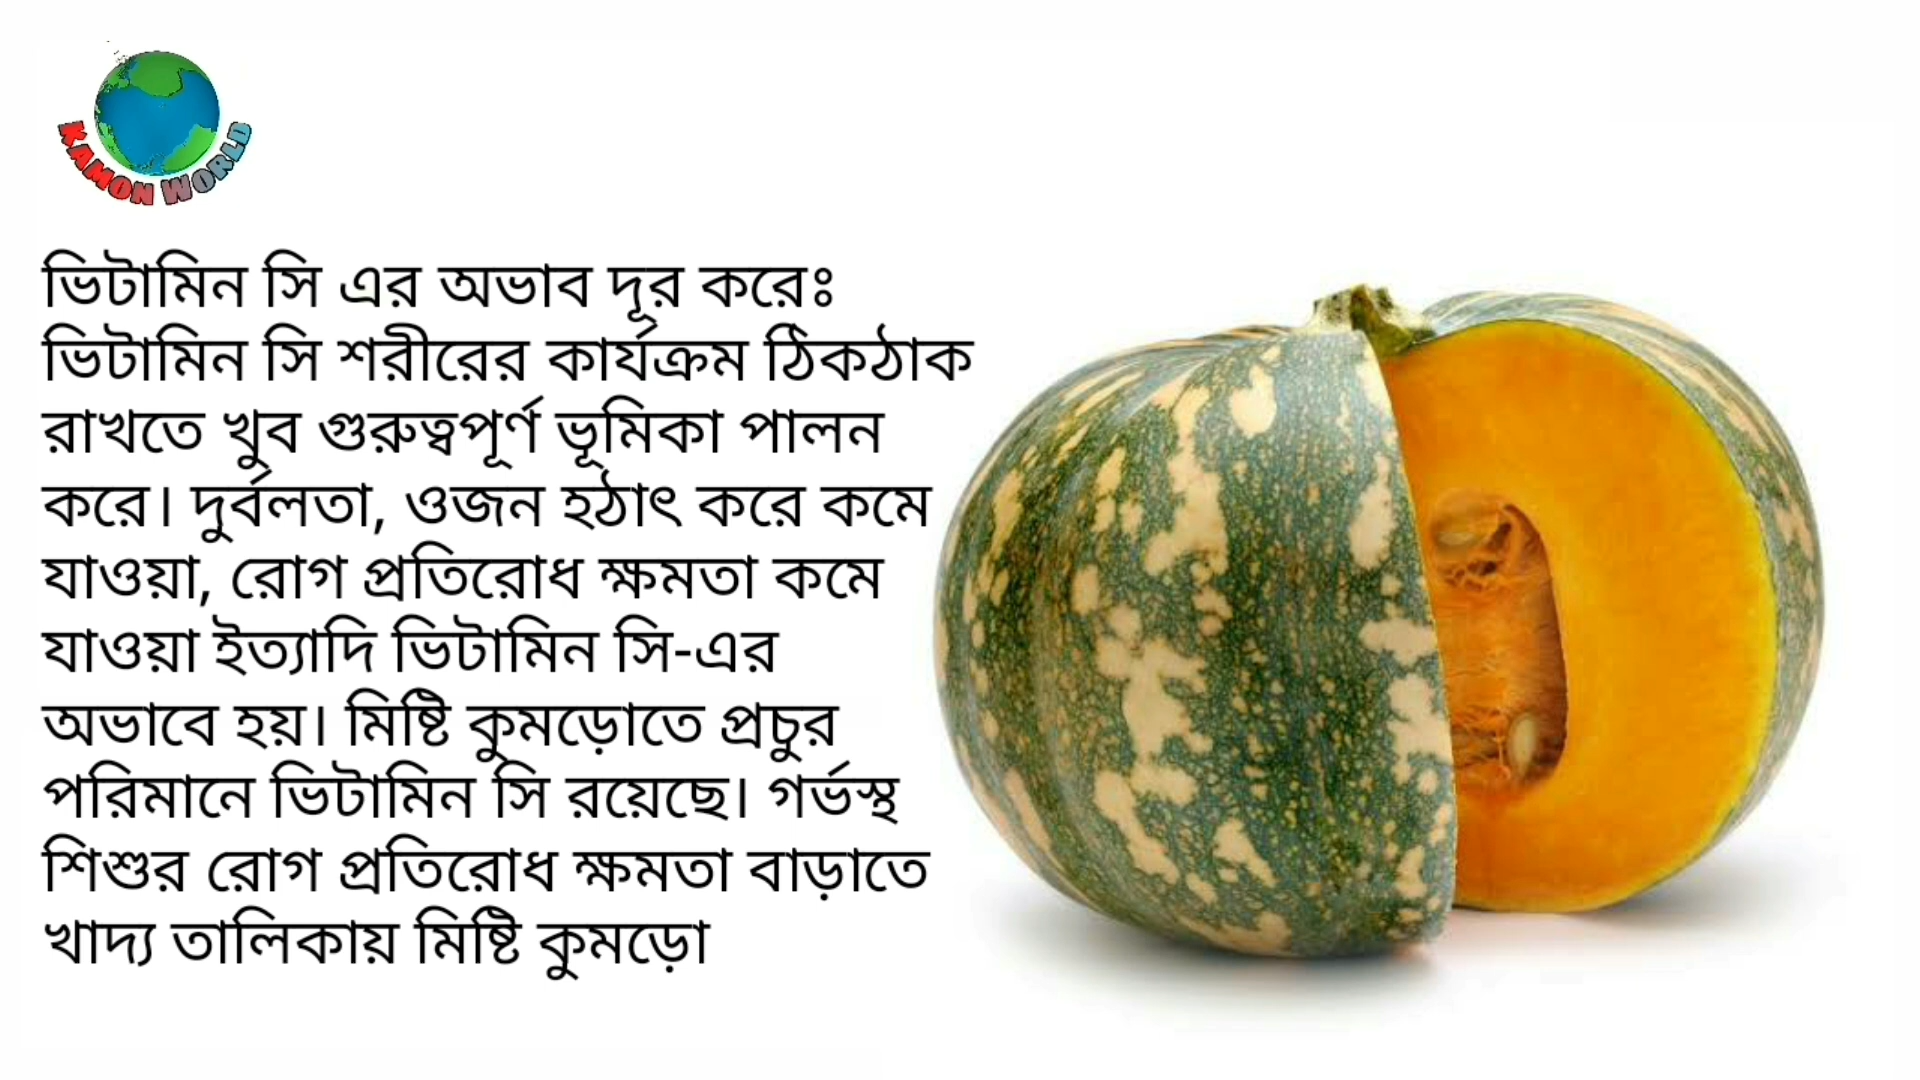 KAMON WORLD
ভিটামিন সি এর অভাব দূর করেঃ
ভিটামিন সি শরীরের কার্যক্রম ঠিকঠাক
রাখতে খুব গুরুত্বপূর্ণ ভূমিকা পালন
করে। দুর্বলতা, ওজন হঠাৎ করে কমে
যাওয়া, রোগ প্রতিরোধ ক্ষমতা কমে
যাওয়া ইত্যাদি ভিটামিন সি-এর
অভাবে হয়। মিষ্টি কুমড়োতে প্রচুর
পরিমানে ভিটামিন সি রয়েছে। গর্ভস্থ
শিশুর রোগ প্রতিরোধ ক্ষমতা বাড়াতে
খাদ্য তালিকায় মিষ্টি কুমড়ো